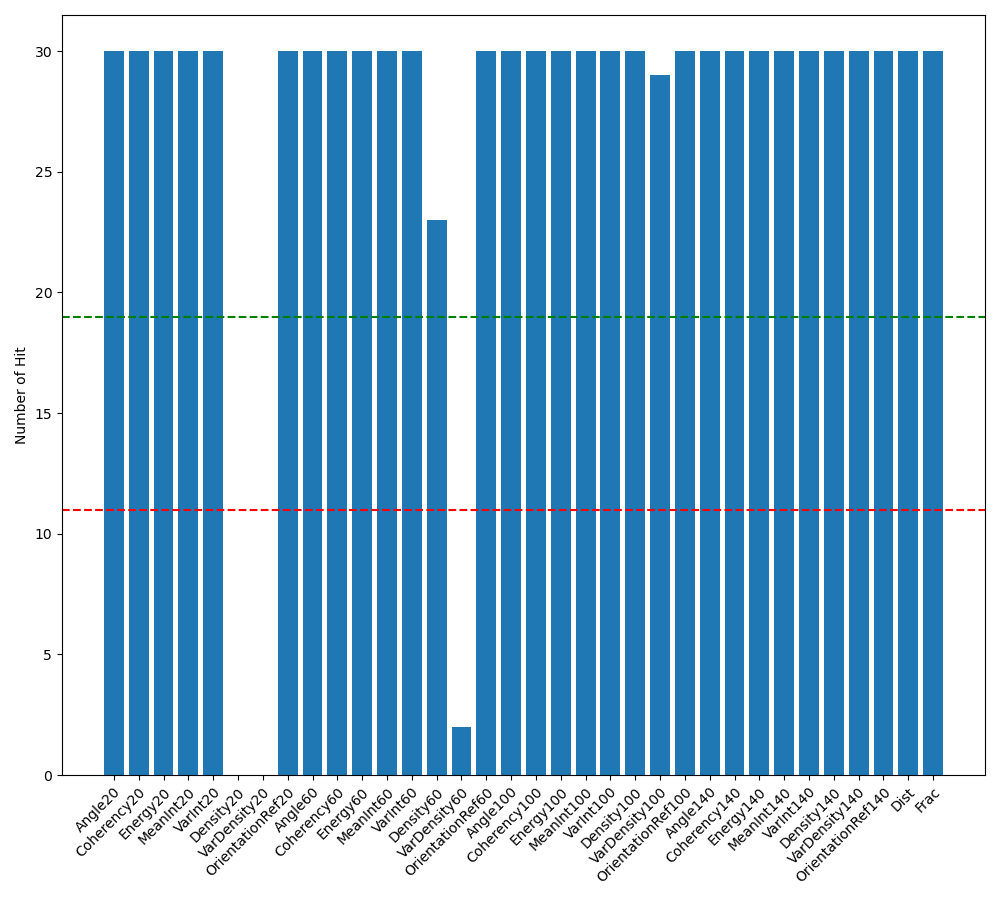 Number of Hit
30
25
20
15
10
5
0
Angle20
Coherency20
Energy20
MeanInt20
VarInt20
Density20
VarDensity20
OrientationRef20
Angle60
Coherency60
Energy60
MeanInt60
VarInt60
Density60
VarDensity60
OrientationRef60
Angle100
Coherency100
Energy100
MeanInt100
VarInt100
Density100
VarDensity100
OrientationRef100
Angle140
Coherency140
Energy140
MeanInt140
VarInt140
Density140
VarDensity140
OrientationRef140
Dist
Frac